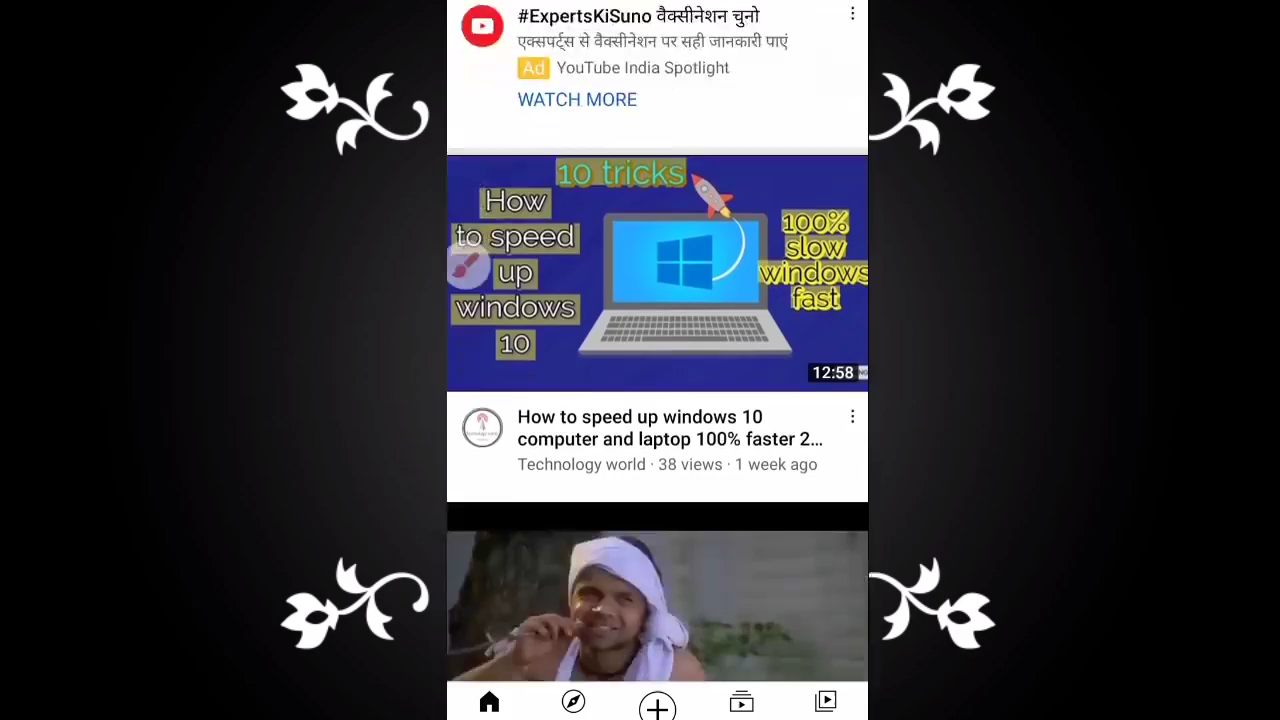 #ExpertsKiSuno वैक्सीनेशन चुनो
एक्सपर्ट्स से वैक्सीनेशन पर सही जानकारी पाएं
Ad YouTube India Spotlight
WATCH MORE
10 tricks
How
to speed
up
windows
10
100%
slow
windows
fast
12:58
How to speed up windows 10
computer and laptop 100% faster 2...
Technology world · 38 views · 1 week ago